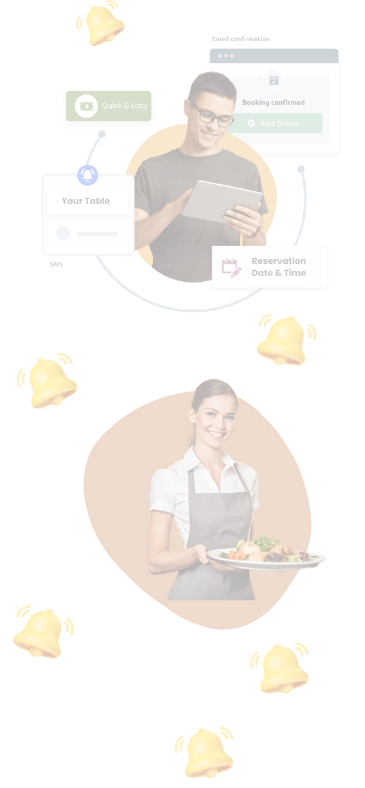 Email confirmation
Quick & Easy
Booking confirmed
Paid Online
Your Table
SMS
Reservation
Date & Time